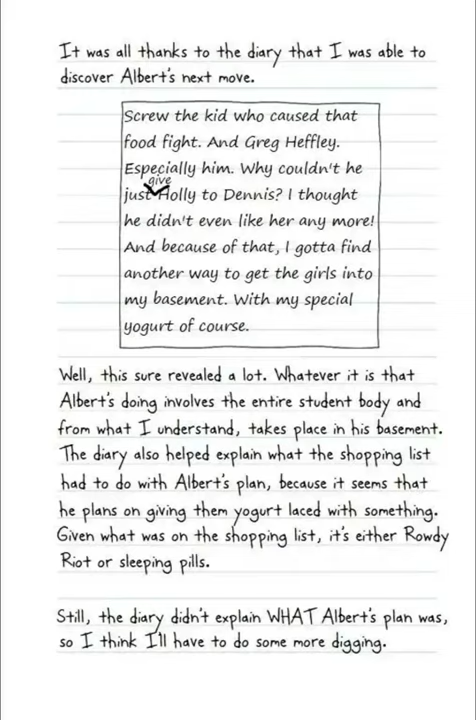 It was all thanks to the diary that I was able to
discover Albert's next move.
Screw the kid who caused that
food fight. And Greg Heffley.
Especially him. Why couldn't he
give
just Holly to Dennis? I thought
he didn't even like her any more!
And because of that, I gotta find
another way to get the girls into
my basement. With my special
yogurt of course.
Well, this sure revealed a lot. Whatever it is that
Albert's doing involves the entire student body and
from what I understand, takes place in his basement.
The diary also helped explain what the shopping list
had to do with Albert's plan, because it seems that
he plans on giving them yogurt laced with something.
Given what was on the shopping list, it's either Rowdy
Riot or sleeping pills.
Still, the diary didn't explain WHAT Albert's plan was,
so I think I'll have to do some more digging.